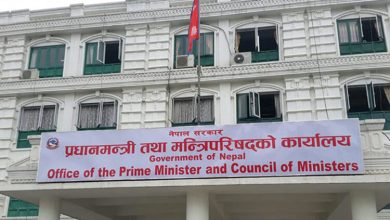 नेपाल सरकार
प्रधानमन्त्री तथा मन्त्रिपरिषद्को कार्यालय
Government of Nepal
Office of the Prime Minister and Council of Ministers